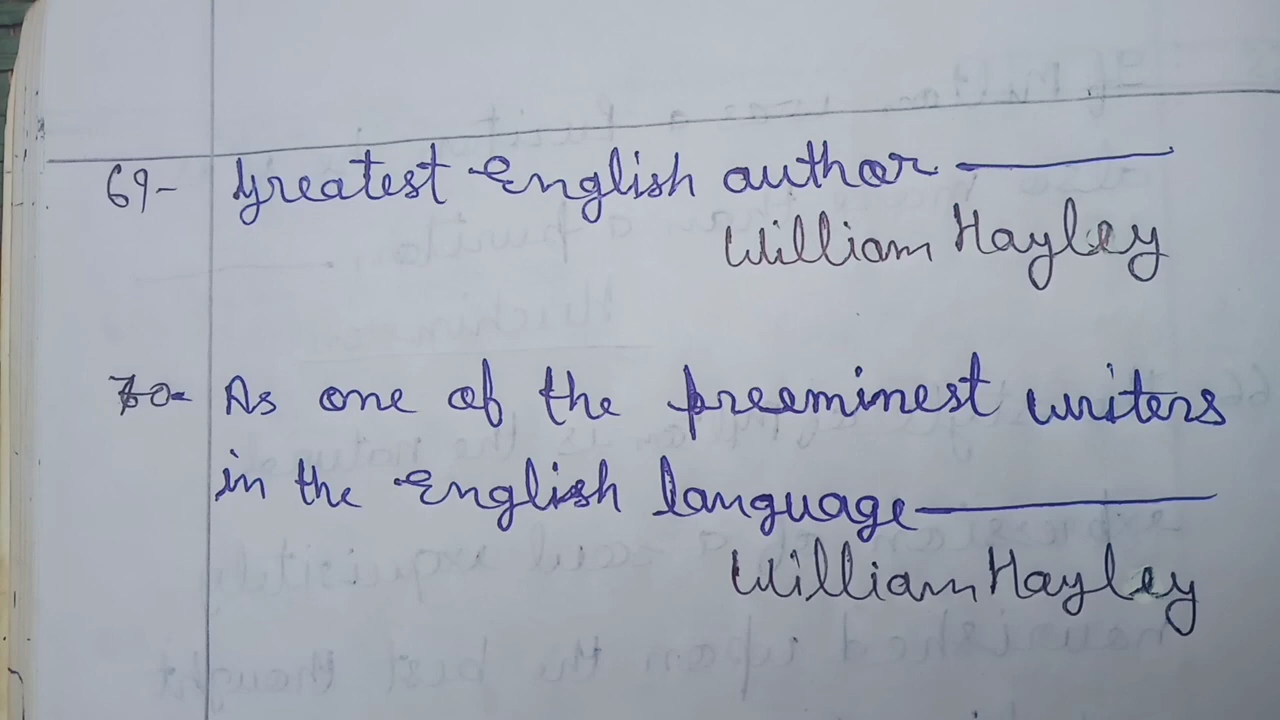 69- Greatest English author
William Hayley
70- As one of the preeminest writers
in the English language
William Hayley